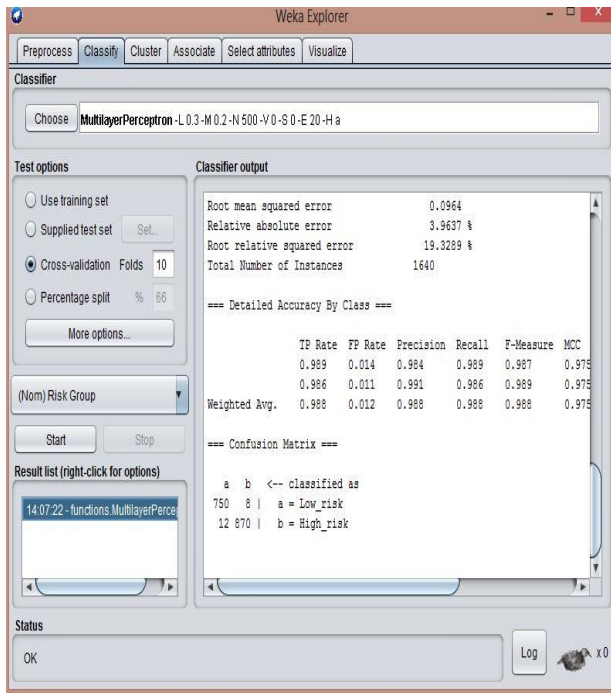 Weka Explorer
Preprocess Classify Cluster Associate Select attributes Visualize
Classifier
Choose MultilayerPerceptron -L 0.3 -M 0.2 -N 500 -V 0 -S 0 -E 20 -H a
Test options
Use training set
Supplied test set Set...
Cross-validation Folds 10
Percentage split % 66
More options...
(Nom) Risk Group
Start Stop
Result list (right-click for options)
14:07:22 - functions.MultilayerPerce
Classifier output
Root mean squared error 0.0964
Relative absolute error 3.9637 %
Root relative squared error 19.3289 %
Total Number of Instances 1640
=== Detailed Accuracy By Class ===
TP Rate FP Rate Precision Recall F-Measure MCC
0.989 0.014 0.984 0.989 0.987 0.975
0.986 0.011 0.991 0.986 0.989 0.975
Weighted Avg. 0.988 0.012 0.988 0.988 0.988 0.975
=== Confusion Matrix ===
a b <-- classified as
750 8 | a = Low_risk
12 870 | b = High_risk
Status
OK
Log x 0